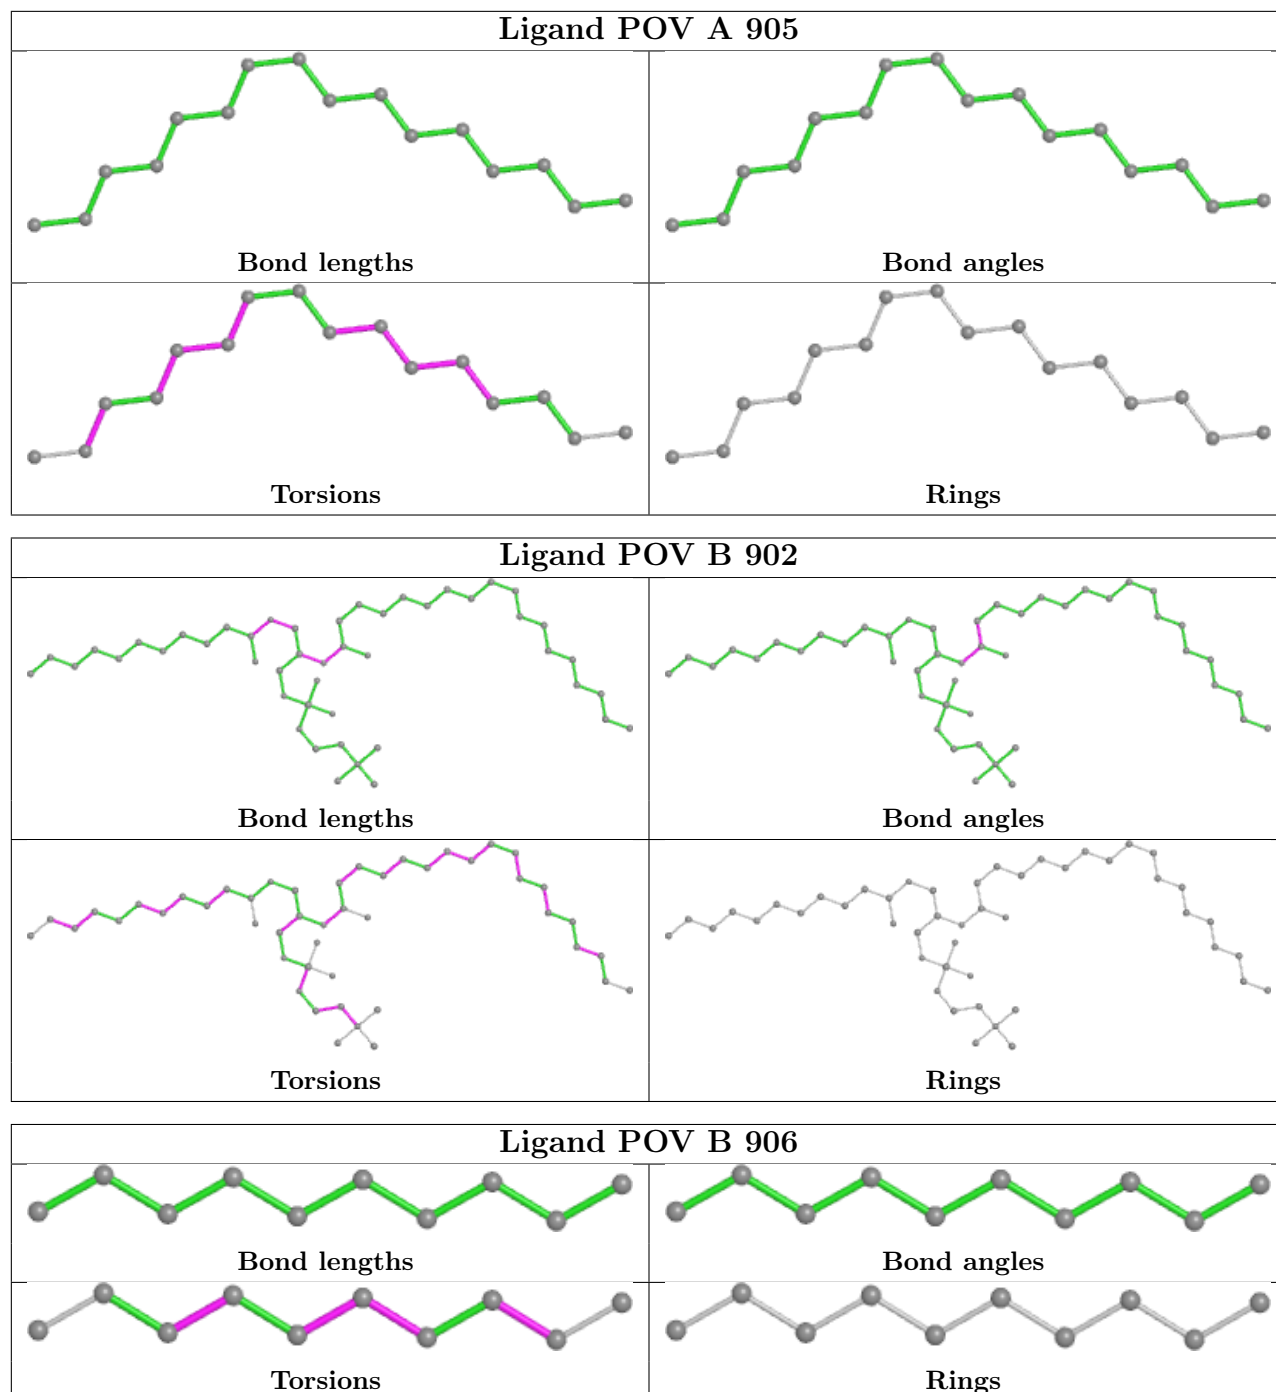 Ligand POV A 905
Bond lengths
Bond angles
Torsions
Rings
Ligand POV B 902
Bond lengths
Bond angles
Torsions
Rings
Ligand POV B 906
Bond lengths
Bond angles
Torsions
Rings